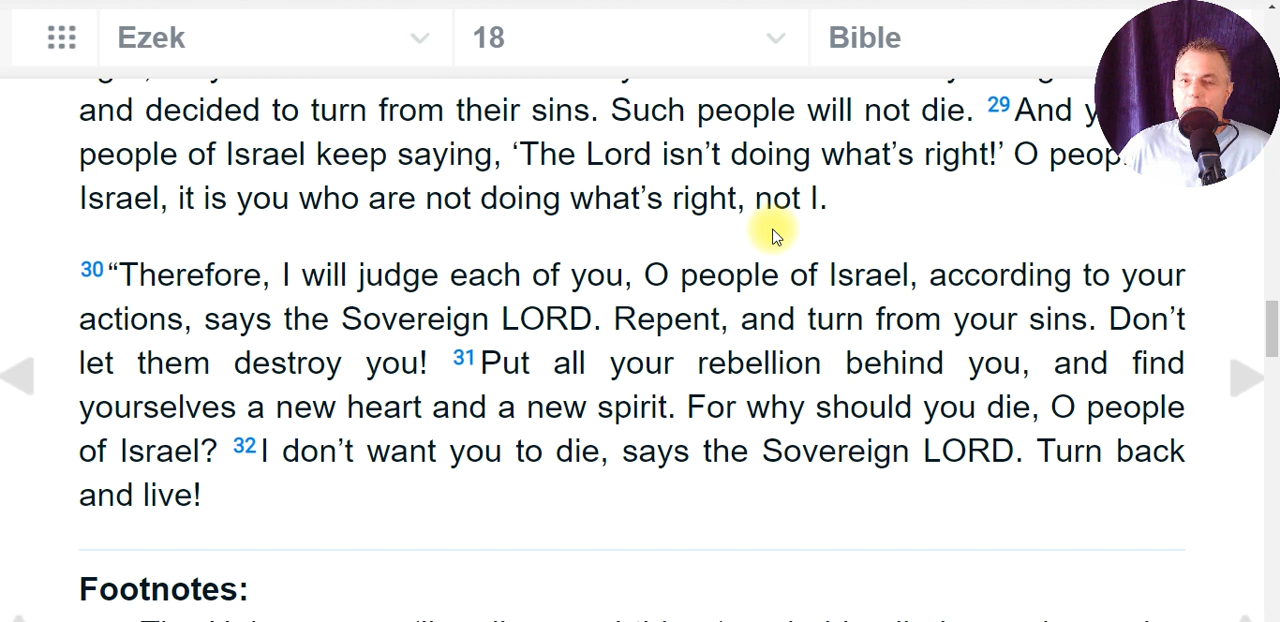 Ezek 18 Bible
and decided to turn from their sins. Such people will not die. 29 And
people of Israel keep saying, ‘The Lord isn’t doing what’s right!’ O
Israel, it is you who are not doing what’s right, not I.
30 “Therefore, I will judge each of you, O people of Israel, according to your
actions, says the Sovereign LORD. Repent, and turn from your sins. Don’t
let them destroy you! 31 Put all your rebellion behind you, and find
yourselves a new heart and a new spirit. For why should you die, O people
of Israel? 32 I don’t want you to die, says the Sovereign LORD. Turn back
and live!
Footnotes: